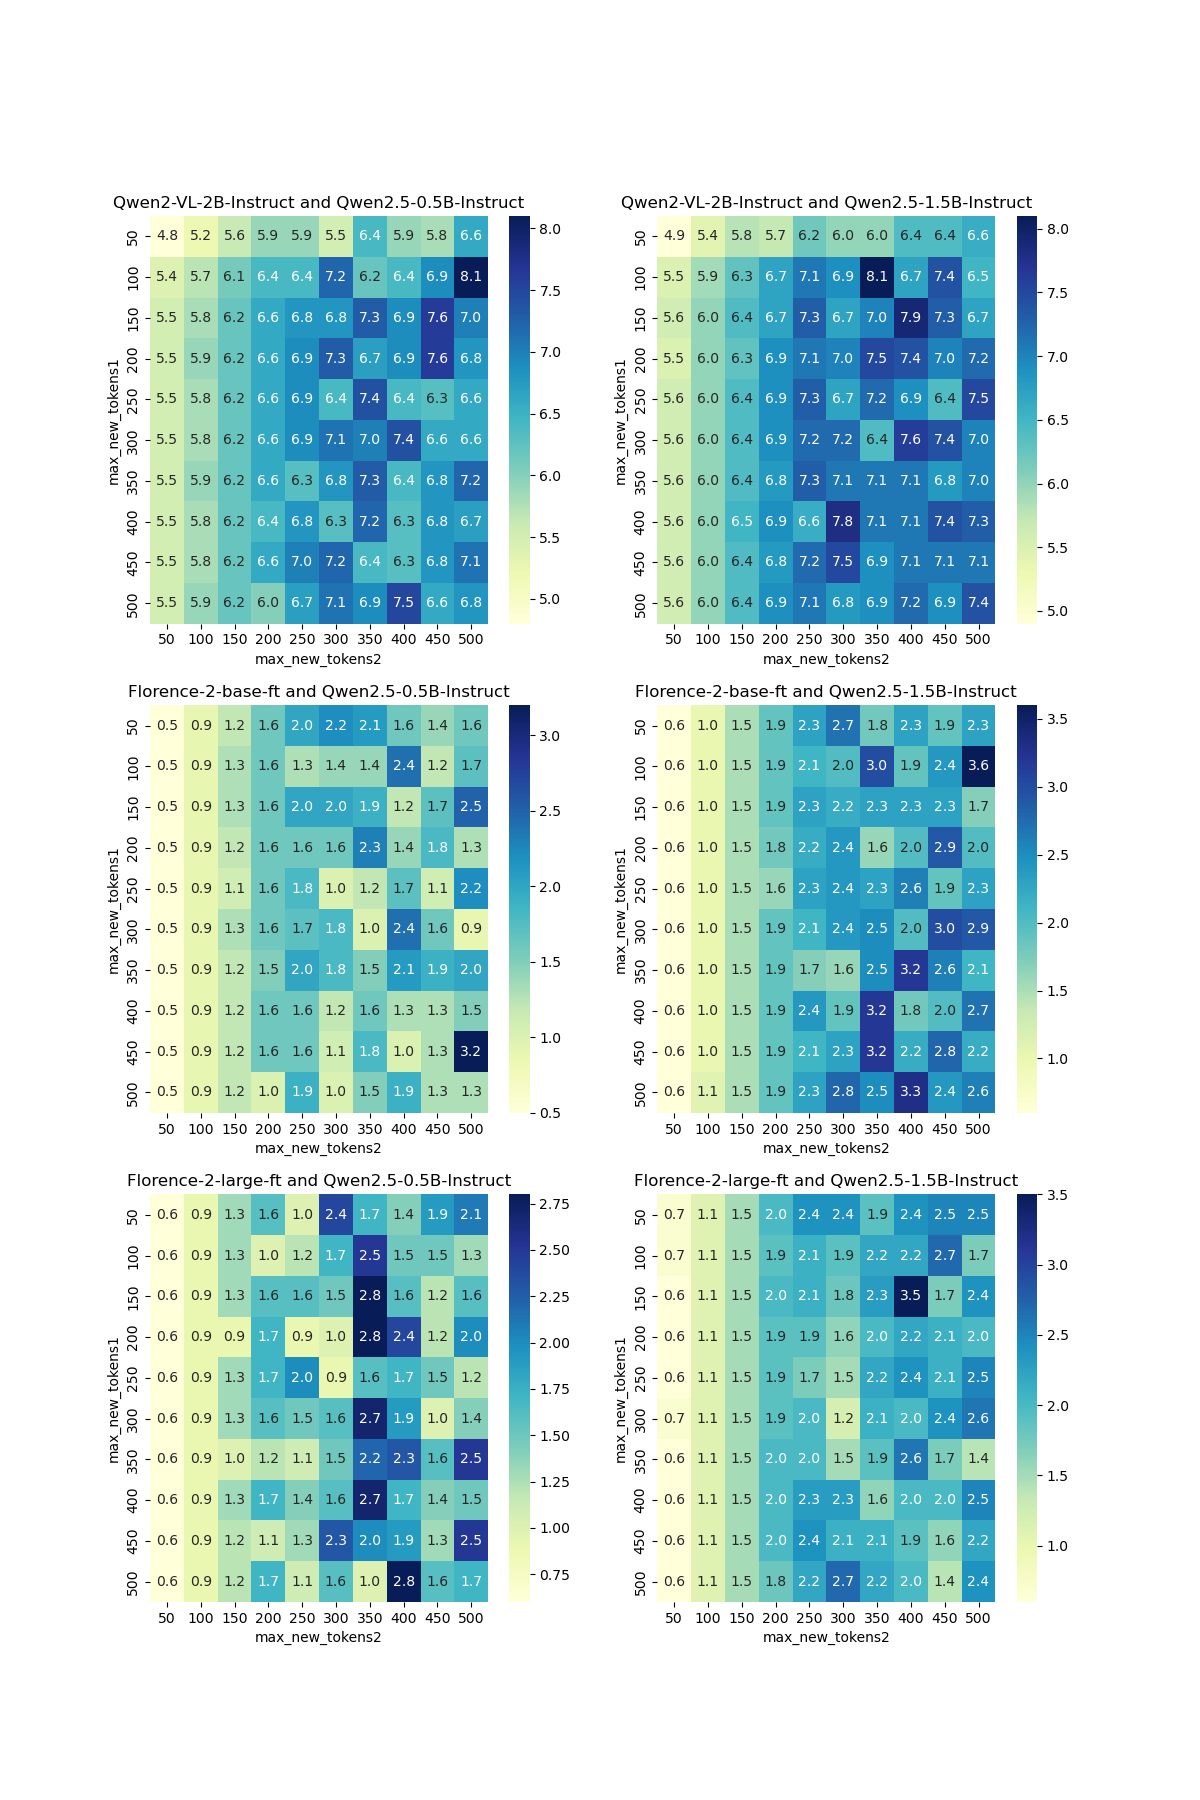 Qwen2-VL-2B-Instruct and Qwen2.5-0.5B-Instruct
max_new_tokens1
50 4.8 5.2 5.6 5.9 5.9 5.5 6.4 5.9 5.8 6.6
100 5.4 5.7 6.1 6.4 6.4 7.2 6.2 6.4 6.9 8.1
150 5.5 5.8 6.2 6.6 6.8 6.8 7.3 6.9 7.6 7.0
200 5.5 5.9 6.2 6.6 6.9 7.3 6.7 6.9 7.6 6.8
250 5.5 5.8 6.2 6.6 6.9 6.4 7.4 6.4 6.3 6.6
300 5.5 5.8 6.2 6.6 6.9 7.1 7.0 7.4 6.6 6.6
350 5.5 5.9 6.2 6.6 6.3 6.8 7.3 6.4 6.8 7.2
400 5.5 5.8 6.2 6.4 6.8 6.3 7.2 6.3 6.8 6.7
450 5.5 5.8 6.2 6.6 7.0 7.2 6.4 6.3 6.8 7.1
500 5.5 5.9 6.2 6.0 6.7 7.1 6.9 7.5 6.6 6.8
50 100 150 200 250 300 350 400 450 500
max_new_tokens2
8.0
7.5
7.0
6.5
6.0
5.5
5.0
Qwen2-VL-2B-Instruct and Qwen2.5-1.5B-Instruct
max_new_tokens1
50 4.9 5.4 5.8 5.7 6.2 6.0 6.0 6.4 6.4 6.6
100 5.5 5.9 6.3 6.7 7.1 6.9 8.1 6.7 7.4 6.5
150 5.6 6.0 6.4 6.7 7.3 6.7 7.0 7.9 7.3 6.7
200 5.5 6.0 6.3 6.9 7.1 7.0 7.5 7.4 7.0 7.2
250 5.6 6.0 6.4 6.9 7.3 6.7 7.2 6.9 6.4 7.5
300 5.6 6.0 6.4 6.9 7.2 7.2 6.4 7.6 7.4 7.0
350 5.6 6.0 6.4 6.8 7.3 7.1 7.1 7.1 6.8 7.0
400 5.6 6.0 6.5 6.9 6.6 7.8 7.1 7.1 7.4 7.3
450 5.6 6.0 6.4 6.8 7.2 7.5 6.9 7.1 7.1 7.1
500 5.6 6.0 6.4 6.9 7.1 6.8 6.9 7.2 6.9 7.4
50 100 150 200 250 300 350 400 450 500
max_new_tokens2
8.0
7.5
7.0
6.5
6.0
5.5
5.0
Florence-2-base-ft and Qwen2.5-0.5B-Instruct
max_new_tokens1
50 0.5 0.9 1.2 1.6 2.0 2.2 2.1 1.6 1.4 1.6
100 0.5 0.9 1.3 1.6 1.3 1.4 1.4 2.4 1.2 1.7
150 0.5 0.9 1.3 1.6 2.0 2.0 1.9 1.2 1.7 2.5
200 0.5 0.9 1.2 1.6 1.6 1.6 2.3 1.4 1.8 1.3
250 0.5 0.9 1.1 1.6 1.8 1.0 1.2 1.7 1.1 2.2
300 0.5 0.9 1.3 1.6 1.7 1.8 1.0 2.4 1.6 0.9
350 0.5 0.9 1.2 1.5 2.0 1.8 1.5 2.1 1.9 2.0
400 0.5 0.9 1.2 1.6 1.6 1.2 1.6 1.3 1.3 1.5
450 0.5 0.9 1.2 1.6 1.6 1.1 1.8 1.0 1.3 3.2
500 0.5 0.9 1.2 1.0 1.9 1.0 1.5 1.9 1.3 1.3
50 100 150 200 250 300 350 400 450 500
max_new_tokens2
3.0
2.5
2.0
1.5
1.0
0.5
Florence-2-base-ft and Qwen2.5-1.5B-Instruct
max_new_tokens1
50 0.6 1.0 1.5 1.9 2.3 2.7 1.8 2.3 1.9 2.3
100 0.6 1.0 1.5 1.9 2.1 2.0 3.0 1.9 2.4 3.6
150 0.6 1.0 1.5 1.9 2.3 2.2 2.3 2.3 2.3 1.7
200 0.6 1.0 1.5 1.8 2.2 2.4 1.6 2.0 2.9 2.0
250 0.6 1.0 1.5 1.6 2.3 2.4 2.3 2.6 1.9 2.3
300 0.6 1.0 1.5 1.9 2.1 2.4 2.5 2.0 3.0 2.9
350 0.6 1.0 1.5 1.9 1.7 1.6 2.5 3.2 2.6 2.1
400 0.6 1.0 1.5 1.9 2.4 1.9 3.2 1.8 2.0 2.7
450 0.6 1.0 1.5 1.9 2.1 2.3 3.2 2.2 2.8 2.2
500 0.6 1.1 1.5 1.9 2.3 2.8 2.5 3.3 2.4 2.6
50 100 150 200 250 300 350 400 450 500
max_new_tokens2
3.5
3.0
2.5
2.0
1.5
1.0
Florence-2-large-ft and Qwen2.5-0.5B-Instruct
max_new_tokens1
50 0.6 0.9 1.3 1.6 1.0 2.4 1.7 1.4 1.9 2.1
100 0.6 0.9 1.3 1.0 1.2 1.7 2.5 1.5 1.5 1.3
150 0.6 0.9 1.3 1.6 1.6 1.5 2.8 1.6 1.2 1.6
200 0.6 0.9 0.9 1.7 0.9 1.0 2.8 2.4 1.2 2.0
250 0.6 0.9 1.3 1.7 2.0 0.9 1.6 1.7 1.5 1.2
300 0.6 0.9 1.3 1.6 1.5 1.6 2.7 1.9 1.0 1.4
350 0.6 0.9 1.0 1.2 1.1 1.5 2.2 2.3 1.6 2.5
400 0.6 0.9 1.3 1.7 1.4 1.6 2.7 1.7 1.4 1.5
450 0.6 0.9 1.2 1.1 1.3 2.3 2.0 1.9 1.3 2.5
500 0.6 0.9 1.2 1.7 1.1 1.6 1.0 2.8 1.6 1.7
50 100 150 200 250 300 350 400 450 500
max_new_tokens2
2.75
2.50
2.25
2.00
1.75
1.50
1.25
1.00
0.75
Florence-2-large-ft and Qwen2.5-1.5B-Instruct
max_new_tokens1
50 0.7 1.1 1.5 2.0 2.4 2.4 1.9 2.4 2.5 2.5
100 0.7 1.1 1.5 1.9 2.1 1.9 2.2 2.2 2.7 1.7
150 0.6 1.1 1.5 2.0 2.1 1.8 2.3 3.5 1.7 2.4
200 0.6 1.1 1.5 1.9 1.9 1.6 2.0 2.2 2.1 2.0
250 0.6 1.1 1.5 1.9 1.7 1.5 2.2 2.4 2.1 2.5
300 0.7 1.1 1.5 1.9 2.0 1.2 2.1 2.0 2.4 2.6
350 0.6 1.1 1.5 2.0 2.0 1.5 1.9 2.6 1.7 1.4
400 0.6 1.1 1.5 2.0 2.3 2.3 1.6 2.0 2.0 2.5
450 0.6 1.1 1.5 2.0 2.4 2.1 2.1 1.9 1.6 2.2
500 0.6 1.1 1.5 1.8 2.2 2.7 2.2 2.0 1.4 2.4
50 100 150 200 250 300 350 400 450 500
max_new_tokens2
3.5
3.0
2.5
2.0
1.5
1.0